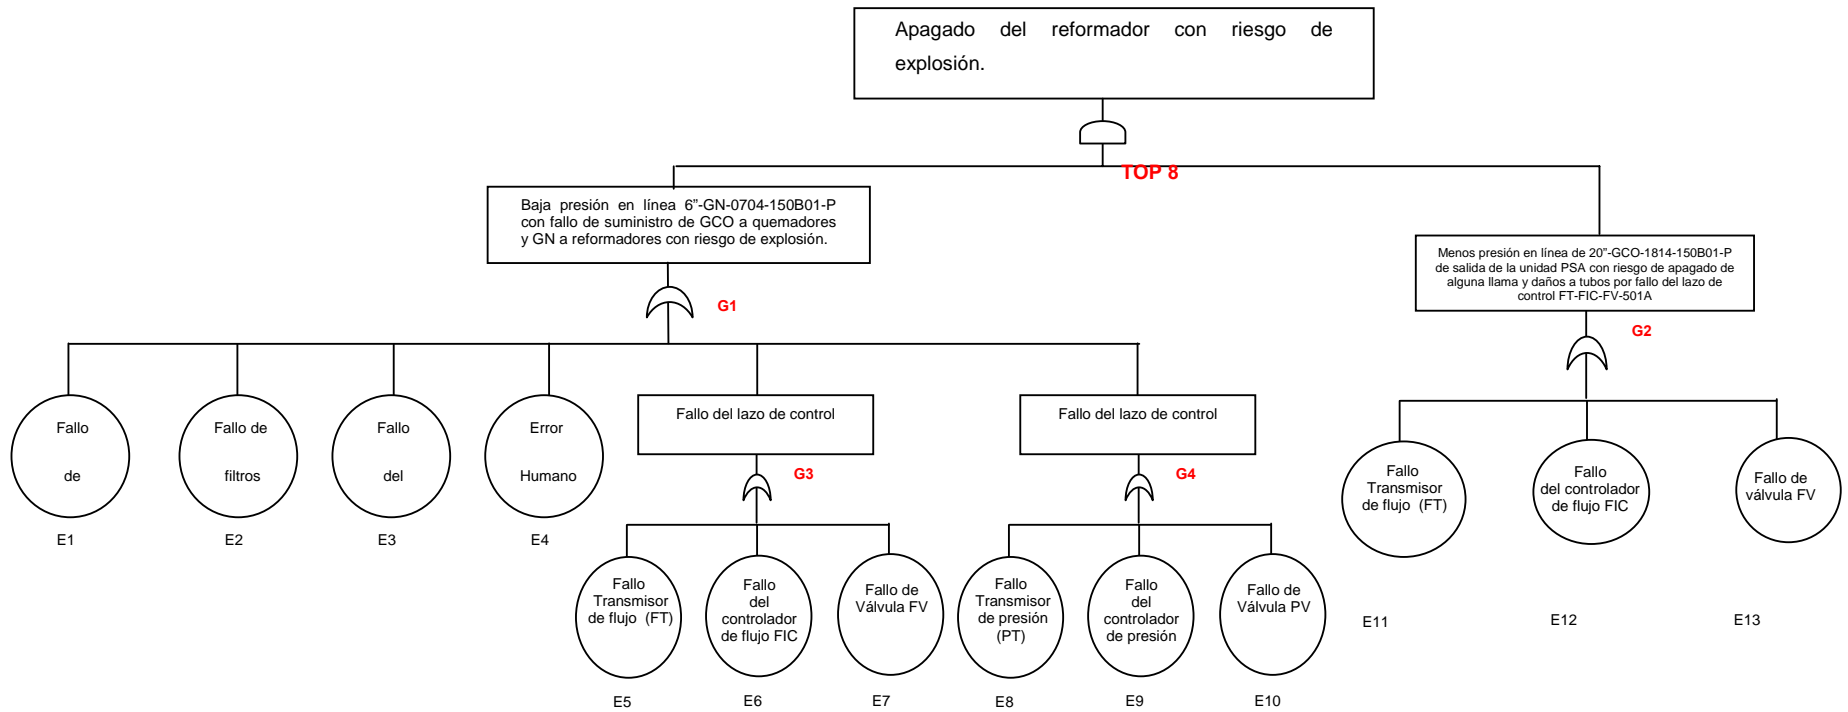 Apagado del reformador con riesgo de
explosión.
TOP 8
Baja presión en línea 6”-GN-0704-150B01-P
con fallo de suministro de GCO a quemadores
y GN a reformadores con riesgo de explosión.
Menos presión en línea de 20”-GCO-1814-150B01-P
de salida de la unidad PSA con riesgo de apagado de
alguna llama y daños a tubos por fallo del lazo de
control FT-FIC-FV-501A
G1
G2
Fallo
de
Fallo de
filtros
Fallo
del
Error
Humano
Fallo del lazo de control
Fallo del lazo de control
G3
G4
Fallo
Transmisor
de flujo (FT)
Fallo
del controlador
de flujo FIC
Fallo de
válvula FV
E1
E2
E3
E4
Fallo
Transmisor
de flujo (FT)
Fallo
del
controlador
de flujo FIC
Fallo de
Válvula FV
Fallo
Transmisor
de presión
(PT)
Fallo
del
controlador
de presión
Fallo de
Válvula PV
E11
E12
E13
E5
E6
E7
E8
E9
E10